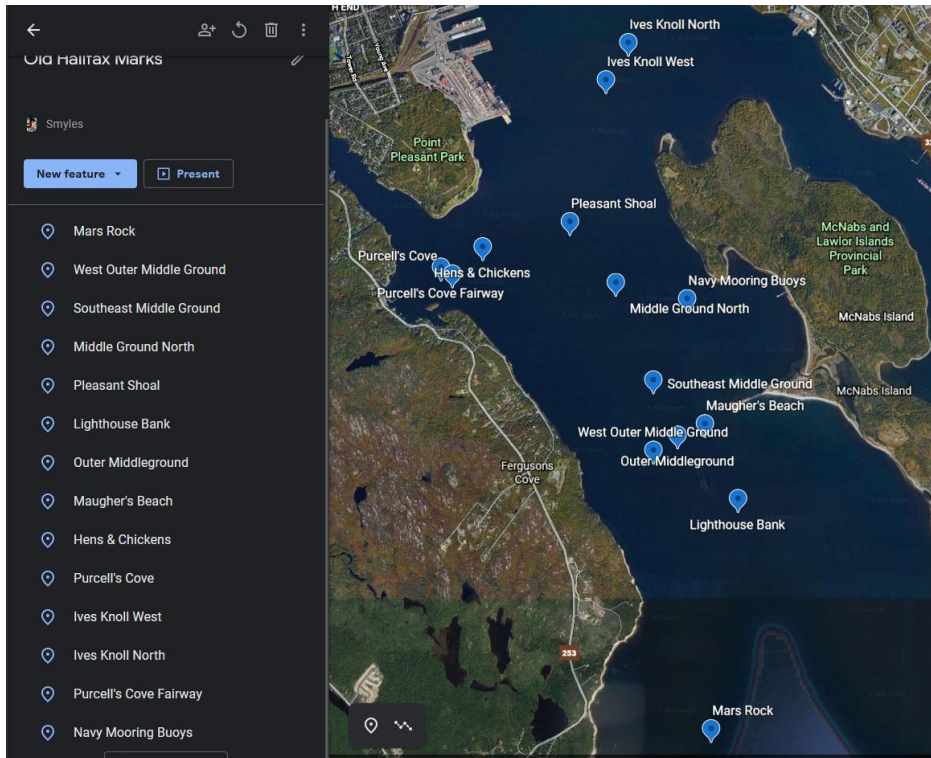 Old Halifax Marks
Smyles
New feature
Present
Mars Rock
West Outer Middle Ground
Southeast Middle Ground
Middle Ground North
Pleasant Shoal
Lighthouse Bank
Outer Middleground
Maugher's Beach
Hens & Chickens
Purcell's Cove
Ives Knoll West
Ives Knoll North
Purcell's Cove Fairway
Navy Mooring Buoys
H END
Young Ave
Tower Rd
Ives Knoll North
Ives Knoll West
Point
Pleasant Park
Pleasant Shoal
McNabs and
Lawlor Islands
Provincial
Park
Purcell's Cove
Hens & Chickens
Purcell's Cove Fairway
Navy Mooring Buoys
Middle Ground North
McNabs Island
Southeast Middle Ground
McNabs Island
Maugher's Beach
West Outer Middle Ground
Outer Middleground
Fergusons
Cove
Lighthouse Bank
253
Mars Rock